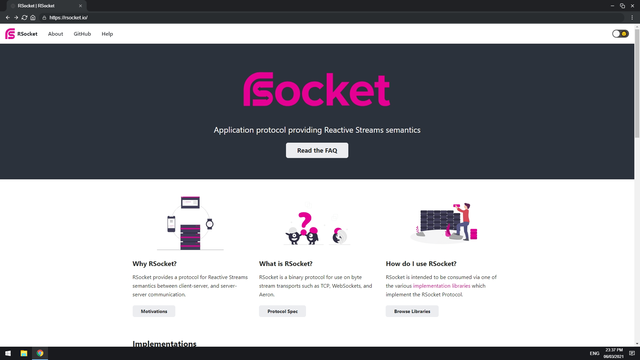 RSocket | RSocket
https://rsocket.io/
RSocket About GitHub Help
RSocket
Application protocol providing Reactive Streams semantics
Read the FAQ
Why RSocket?
RSocket provides a protocol for Reactive Streams
semantics between client-server, and server-
server communication.
Motivations
What is RSocket?
RSocket is a binary protocol for use on byte
stream transports such as TCP, WebSockets, and
Aeron.
Protocol Spec
How do I use RSocket?
RSocket is intended to be consumed via one of
the various implementation libraries which
implement the RSocket Protocol.
Browse Libraries
Implementations
ENG
23:37 PM
06/03/2021